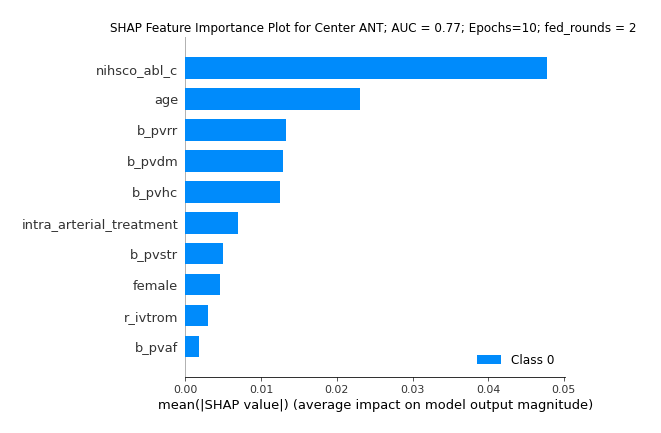 SHAP Feature Importance Plot for Center ANT; AUC = 0.77; Epochs=10; fed_rounds = 2
nihsco_abl_c
age
b_pvrr
b_pvdm
b_pvhc
intra_arterial_treatment
b_pvstr
female
r_ivtrom
b_pvaf
Class 0
0.00 0.01 0.02 0.03 0.04 0.05
mean(|SHAP value|) (average impact on model output magnitude)